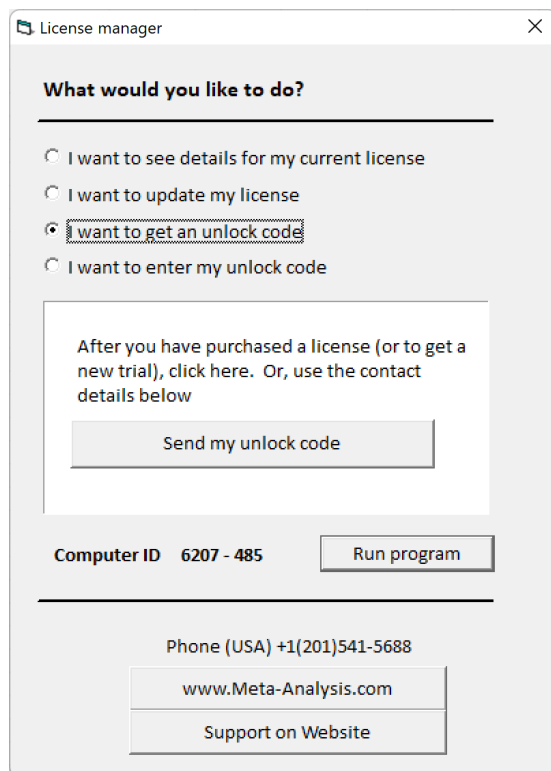 License manager
What would you like to do?
I want to see details for my current license
I want to update my license
I want to get an unlock code
I want to enter my unlock code
After you have purchased a license (or to get a
new trial), click here.  Or, use the contact
details below
Send my unlock code
Computer ID 6207 - 485 Run program
Phone (USA) +1(201)541-5688
www.Meta-Analysis.com
Support on Website